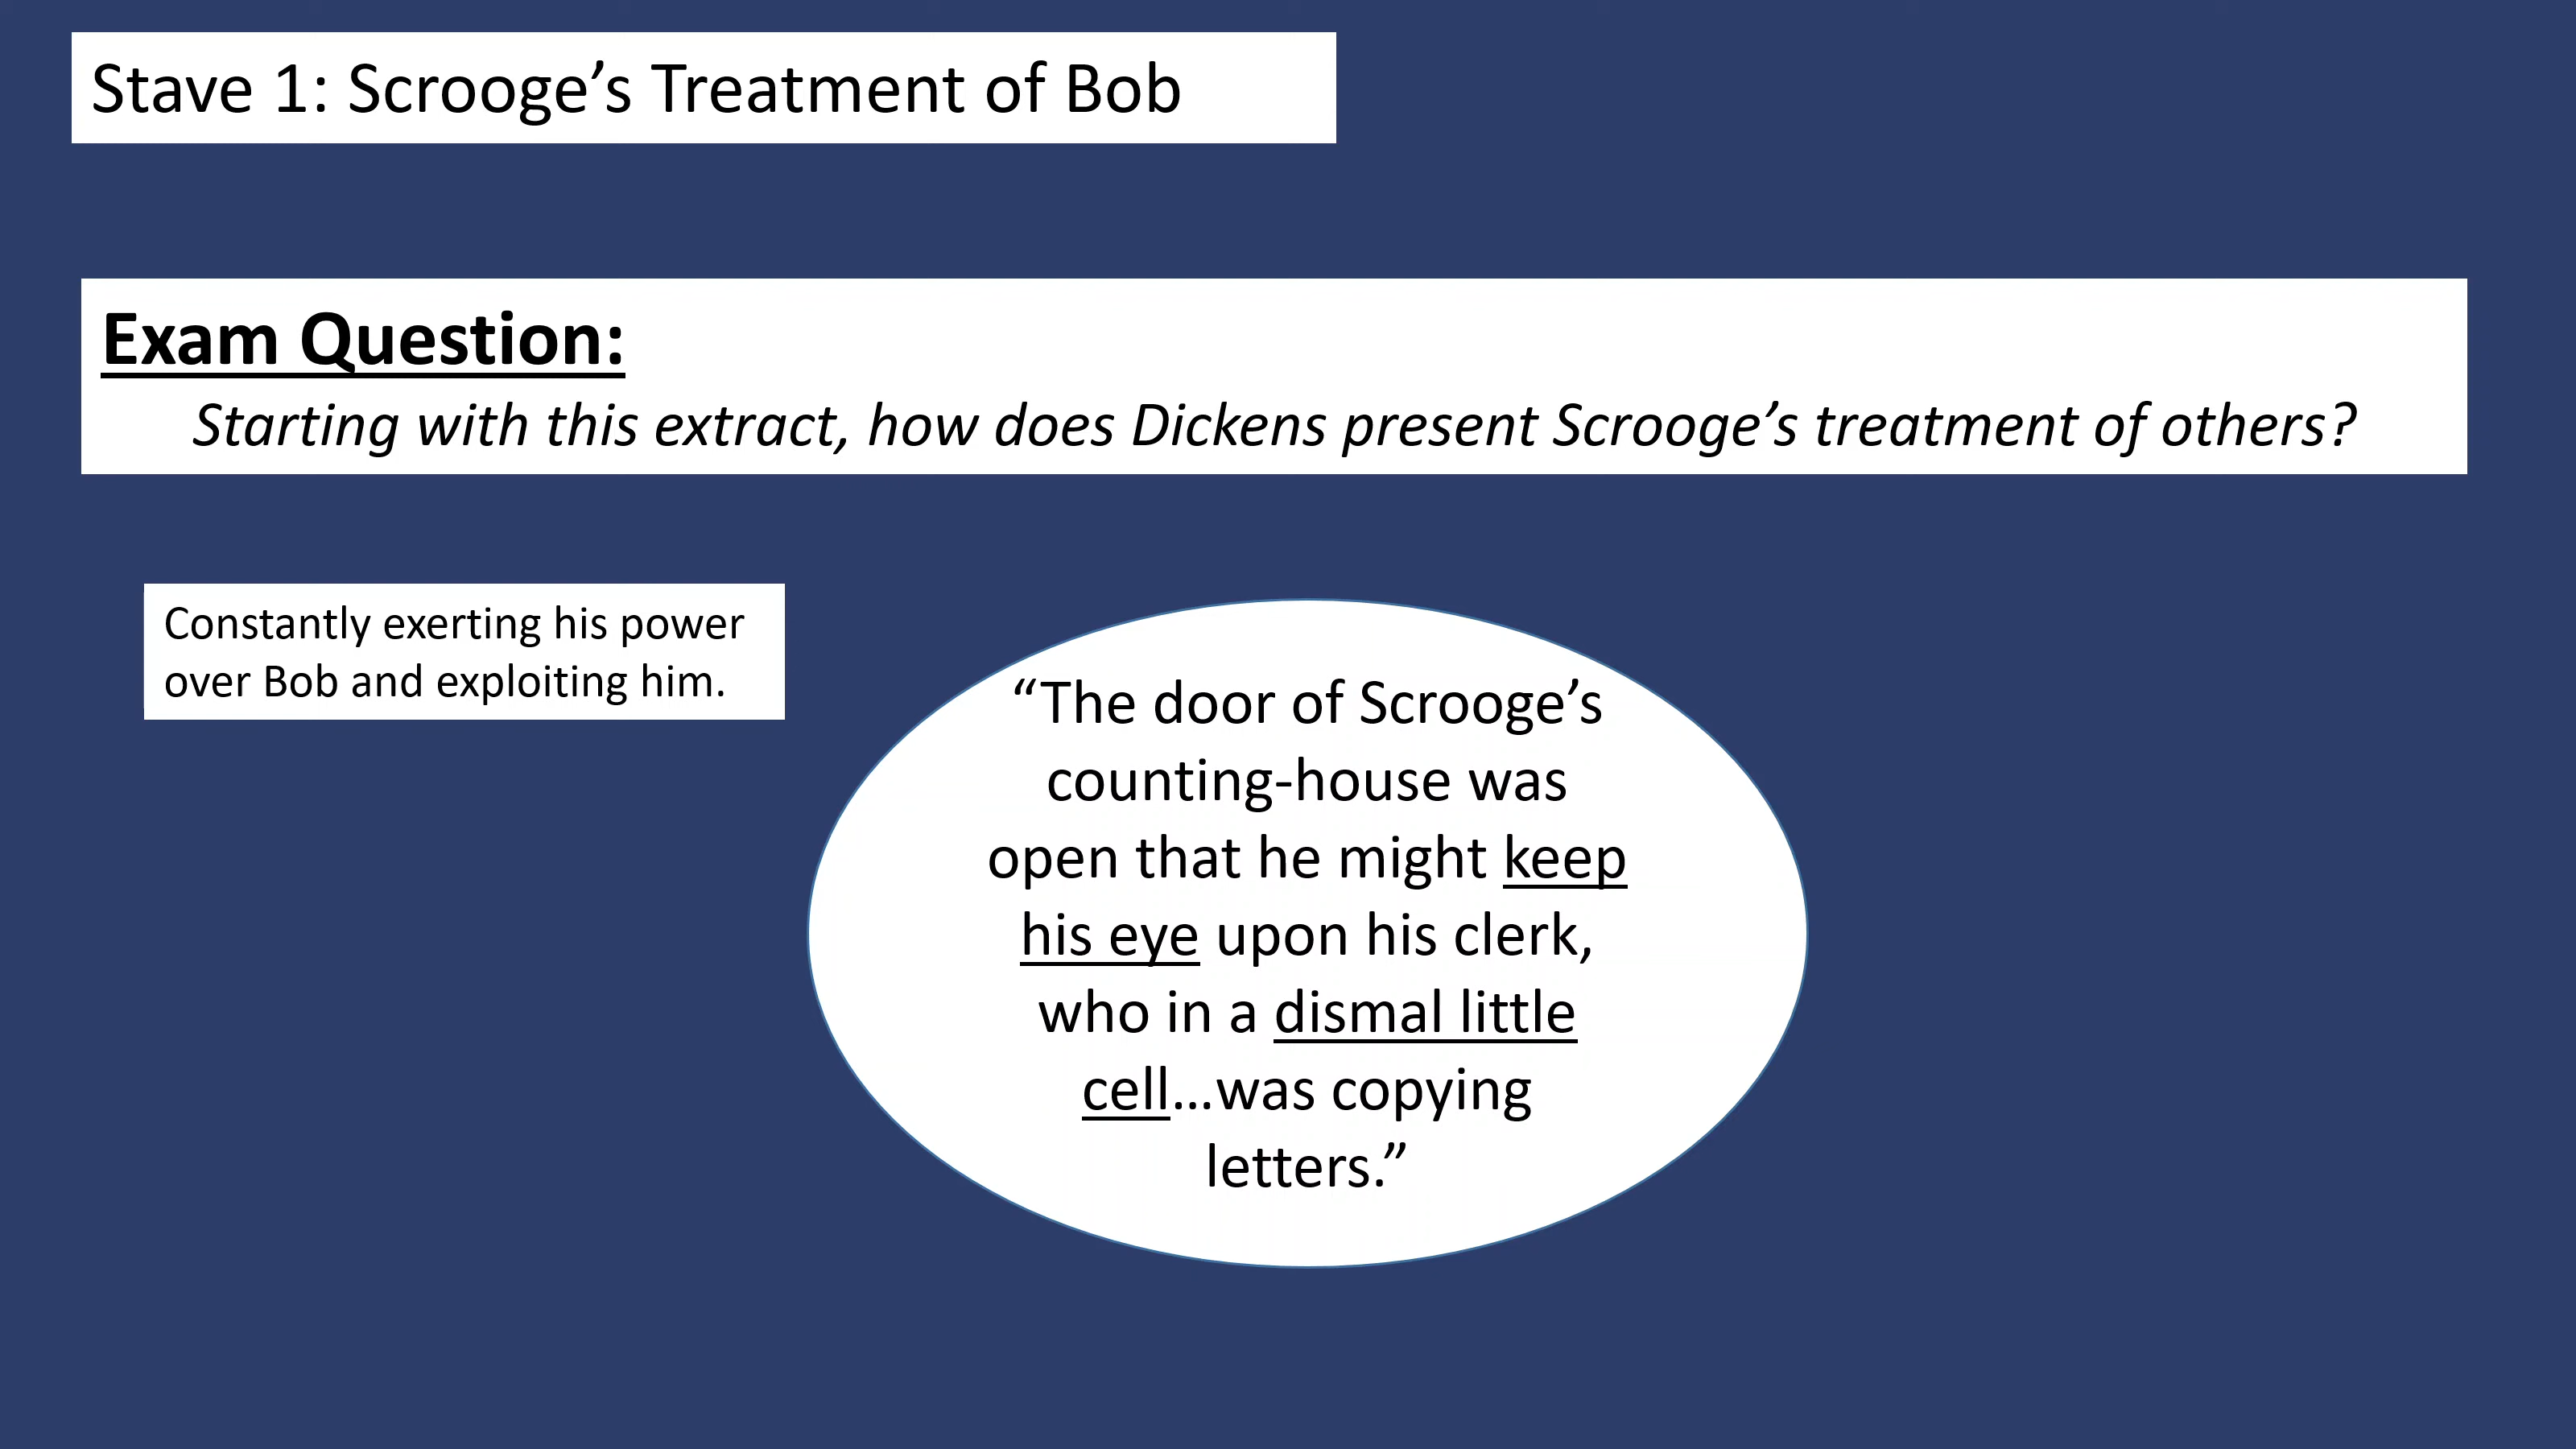 Stave 1: Scrooge’s Treatment of Bob
Exam Question:
Starting with this extract, how does Dickens present Scrooge’s treatment of others?
Constantly exerting his power
over Bob and exploiting him.
“The door of Scrooge’s
counting-house was
open that he might keep
his eye upon his clerk,
who in a dismal little
cell…was copying
letters.”